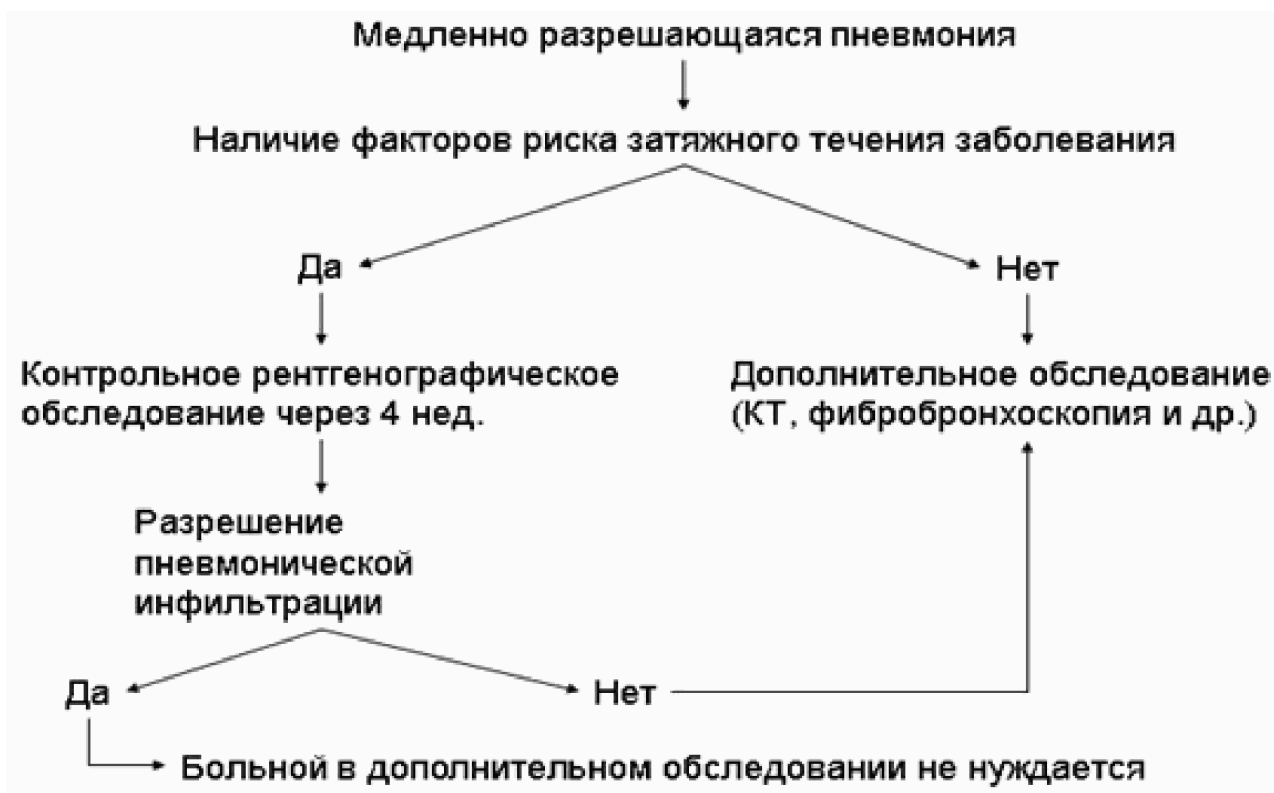 Медленно разрешающаяся пневмония
Наличие факторов риска затяжного течения заболевания
Да
Нет
Контрольное рентгенографическое
обследование через 4 нед.
Дополнительное обследование
(КТ, фибробронхоскопия и др.)
Разрешение
пневмонической
инфильтрации
Да
Нет
Больной в дополнительном обследовании не нуждается